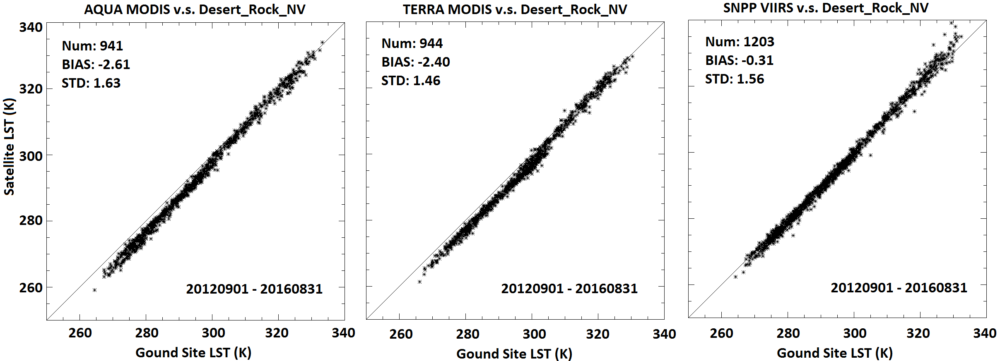 AQUA MODIS v.s. Desert_Rock_NV
Num: 941
BIAS: -2.61
STD: 1.63
20120901 - 20160831
Satellite LST (K)
340
320
300
280
260
260 280 300 320 340
Gound Site LST (K)
TERRA MODIS v.s. Desert_Rock_NV
Num: 944
BIAS: -2.40
STD: 1.46
20120901 - 20160831
260 280 300 320 340
Gound Site LST (K)
SNPP VIIRS v.s. Desert_Rock_NV
Num: 1203
BIAS: -0.31
STD: 1.56
20120901 - 20160831
260 280 300 320 340
Gound Site LST (K)